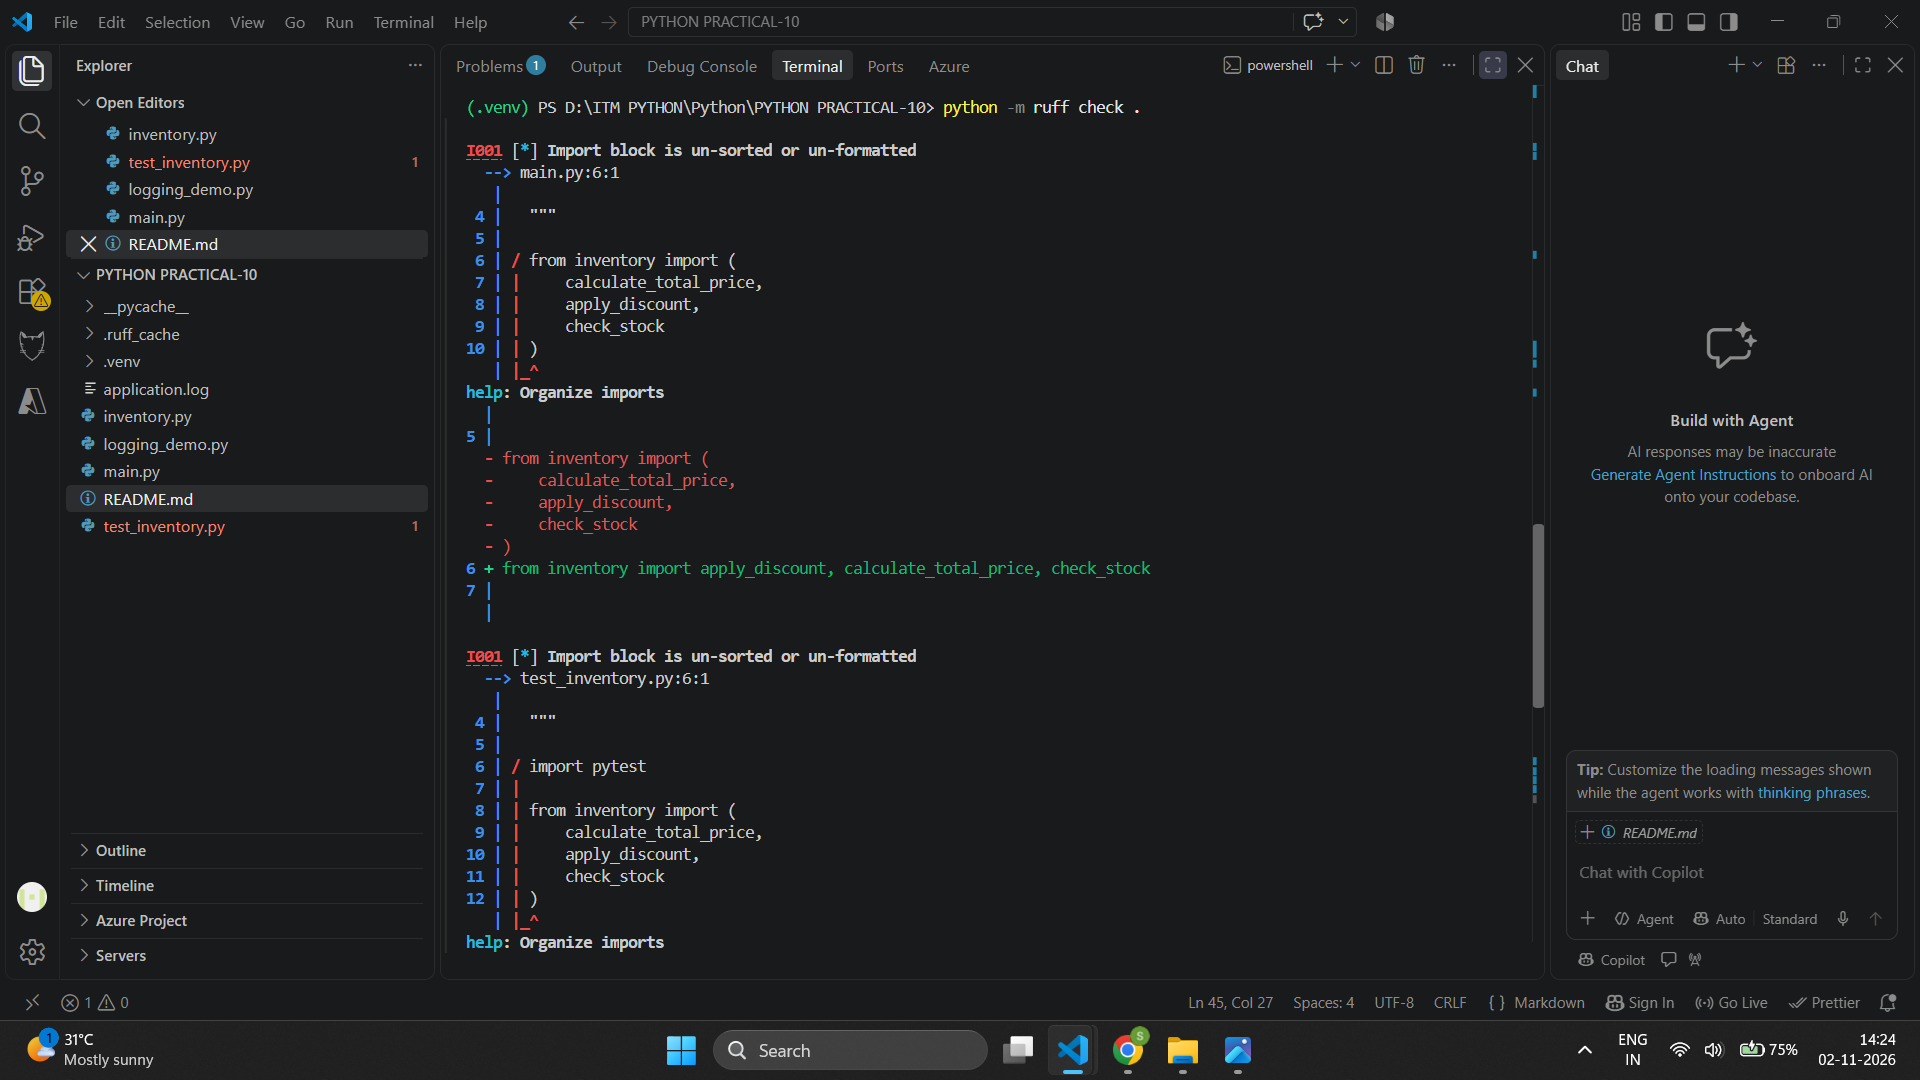 File Edit Selection View Go Run Terminal Help
PYTHON PRACTICAL-10
Explorer
Open Editors
inventory.py
test_inventory.py 1
logging_demo.py
main.py
README.md
PYTHON PRACTICAL-10
__pycache__
.ruff_cache
.venv
application.log
inventory.py
logging_demo.py
main.py
README.md
test_inventory.py 1
Outline
Timeline
Azure Project
Servers
Problems 1 Output Debug Console Terminal Ports Azure
powershell
(.venv) PS D:\ITM PYTHON\Python\PYTHON PRACTICAL-10> python -m ruff check .
I001 [*] Import block is un-sorted or un-formatted
--> main.py:6:1
|
4 | """
5 |
6 | / from inventory import (
7 | | calculate_total_price,
8 | | apply_discount,
9 | | check_stock
10 | | )
| |_^
help: Organize imports
|
5 |
- from inventory import (
- calculate_total_price,
- apply_discount,
- check_stock
- )
6 + from inventory import apply_discount, calculate_total_price, check_stock
7 |
|
I001 [*] Import block is un-sorted or un-formatted
--> test_inventory.py:6:1
|
4 | """
5 |
6 | / import pytest
7 | |
8 | | from inventory import (
9 | | calculate_total_price,
10 | | apply_discount,
11 | | check_stock
12 | | )
| |_^
help: Organize imports
Chat
Build with Agent
AI responses may be inaccurate
Generate Agent Instructions to onboard AI
onto your codebase.
Tip: Customize the loading messages shown
while the agent works with thinking phrases.
README.md
Chat with Copilot
Agent Auto Standard
Copilot
1 0
Ln 45, Col 27 Spaces: 4 UTF-8 CRLF { } Markdown Sign In Go Live Prettier
1
31°C
Mostly sunny
Search
S
ENG
IN
75%
14:24
02-11-2026